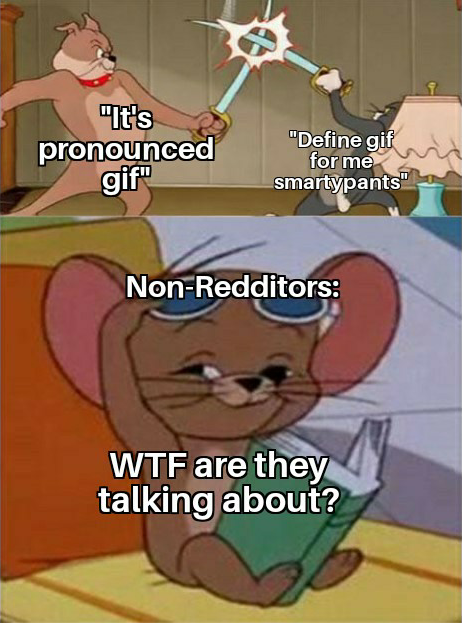 "It's
pronounced
gif"
"Define gif
for me
smartypants"
Non-Redditors:
WTF are they
talking about?